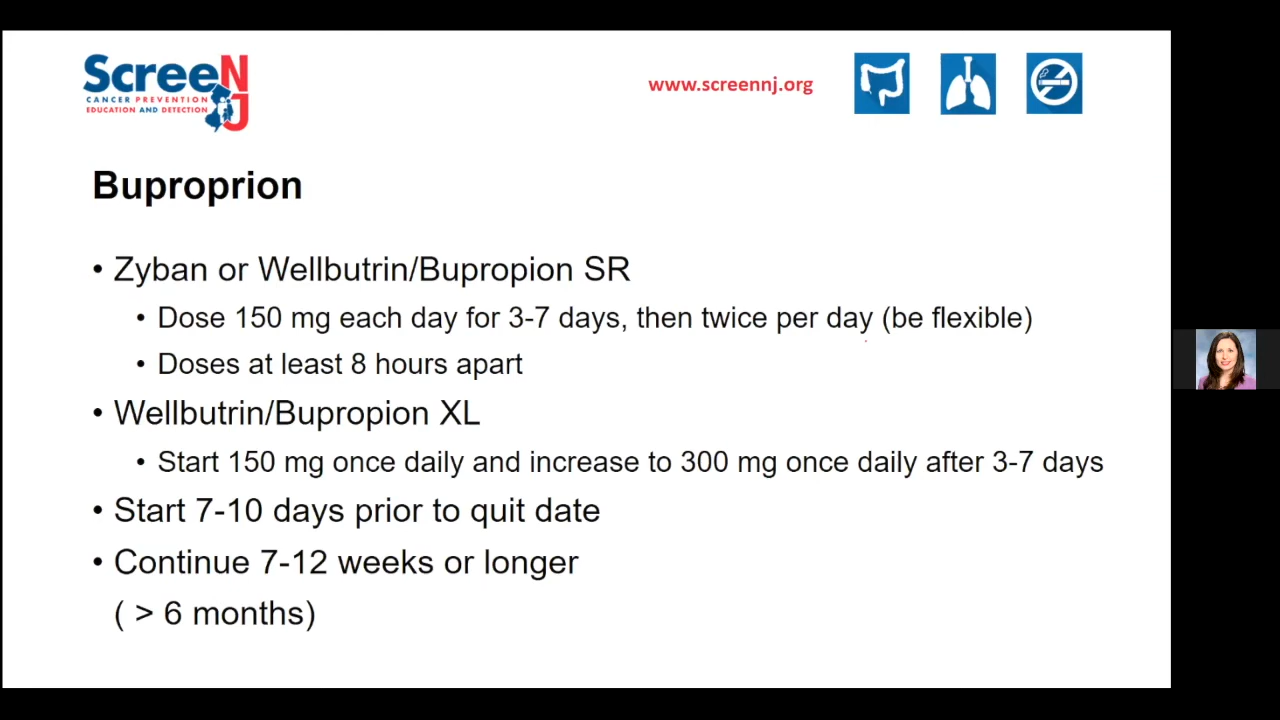 ScreeNJ
CANCER PREVENTION
EDUCATION AND DETECTION
www.screennj.org
Buproprion
• Zyban or Wellbutrin/Bupropion SR
• Dose 150 mg each day for 3-7 days, then twice per day (be flexible)
• Doses at least 8 hours apart
• Wellbutrin/Bupropion XL
• Start 150 mg once daily and increase to 300 mg once daily after 3-7 days
• Start 7-10 days prior to quit date
• Continue 7-12 weeks or longer
( > 6 months)